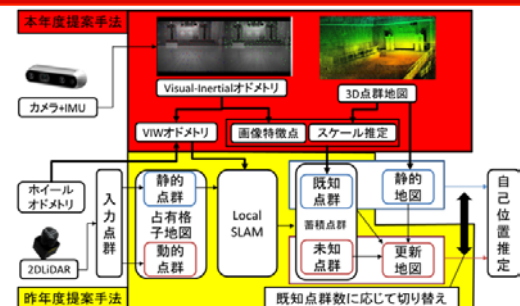 本年度提案手法
カメラ+IMU
Visual-Inertialオドメトリ
3D点群地図
VIWオドメトリ
画像特徴点
スケール推定
ホイール
オドメトリ
2DLiDAR
入力点群
静的
点群
占有格
子地図
動的
点群
Local
SLAM
既知
点群
蓄積点群
未知
点群
静的
地図
更新
地図
自己位置推定
昨年度提案手法
既知点群数に応じて切り替え